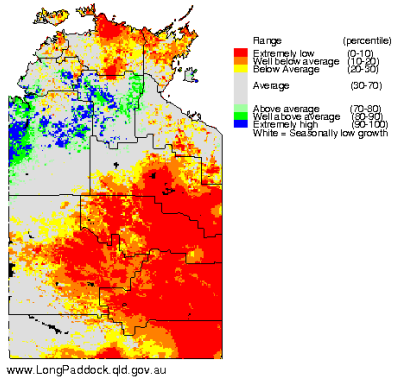 Range (percentile)
Extremely low (0-10)
Well below average (10-20)
Below Average (20-30)
Average (30-70)
Above average (70-80)
Well above average (80-90)
Extremely high (90-100)
White = Seasonally low growth
www.LongPaddock.qld.gov.au